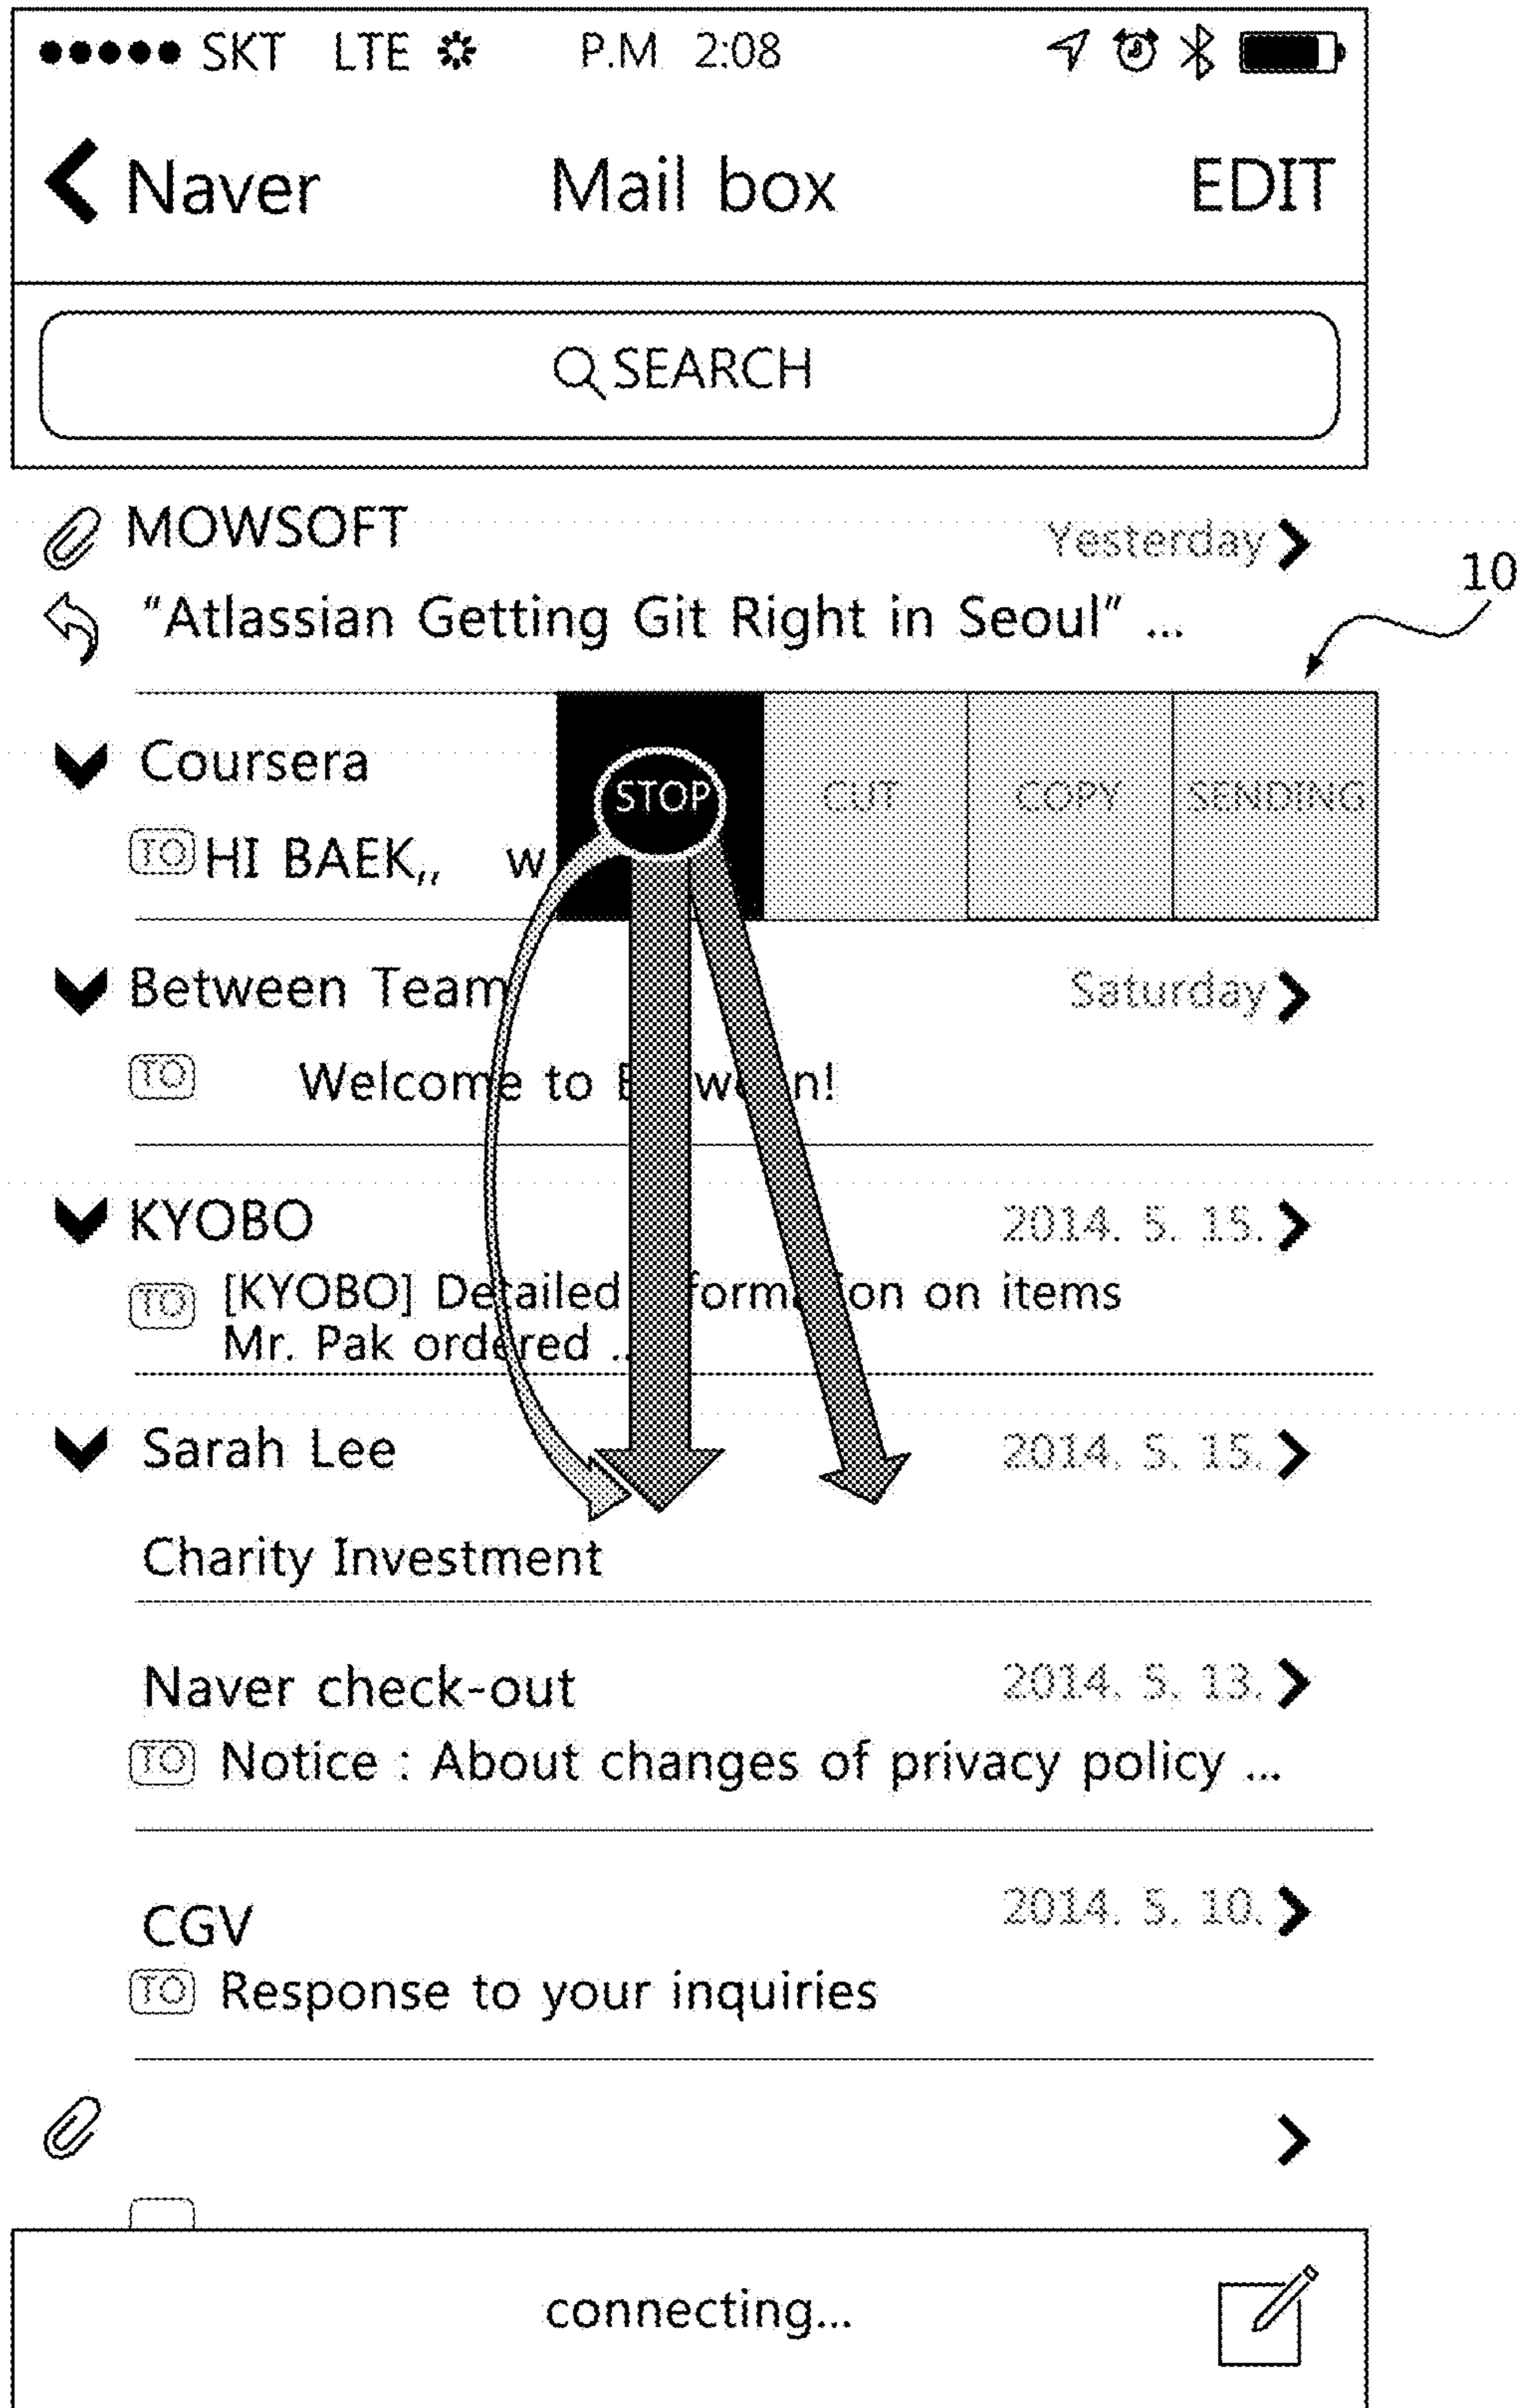 SKT LTE P.M 2:08
Naver Mail box EDIT
SEARCH
MOWSOFT Yesterday
10
“Atlassian Getting Git Right in Seoul” ...
Coursera STOP CUT COPY SENDING
TO HI BAEK,, w
Between Team Saturday
TO Welcome to
KYOBO 2014. 5. 15.
TO [KYOBO] Detailed on items
Mr. Pak ordered ..
Sarah Lee 2014. 5. 15.
Charity Investment
Naver check-out 2014. 5. 13.
TO Notice : About changes of privacy policy ...
CGV 2014. 5. 10.
TO Response to your inquiries
connecting...